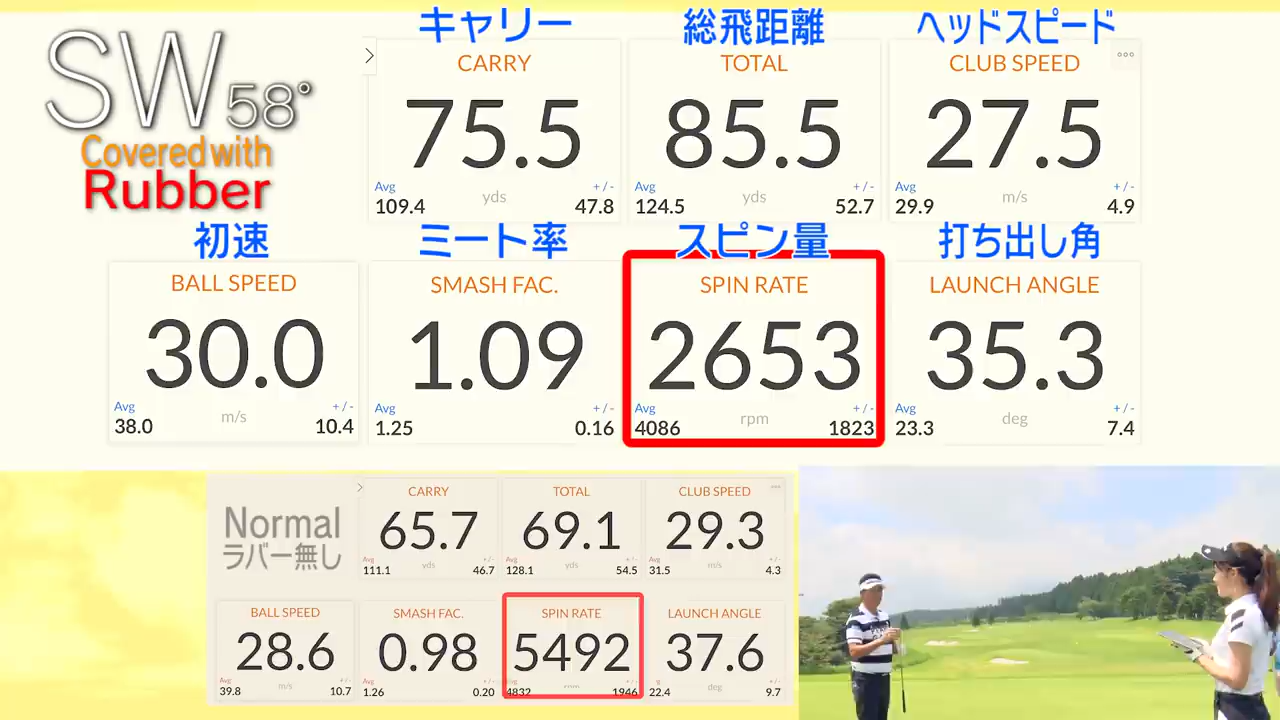 SW 58°
Covered with
Rubber
キャリー
CARRY
75.5
yds
Avg
109.4
+/-
47.8
総飛距離
TOTAL
85.5
yds
Avg
124.5
+/-
52.7
ヘッドスピード
CLUB SPEED
27.5
m/s
Avg
29.9
+/-
4.9
初速
BALL SPEED
30.0
m/s
Avg
38.0
+/-
10.4
ミート率
SMASH FAC.
1.09
Avg
1.25
+/-
0.16
スピン量
SPIN RATE
2653
rpm
Avg
4086
+/-
1823
打ち出し角
LAUNCH ANGLE
35.3
deg
Avg
23.3
+/-
7.4
Normal
ラバー無し
CARRY
65.7
yds
Avg
111.1
+/-
46.7
TOTAL
69.1
yds
Avg
128.1
+/-
54.5
CLUB SPEED
29.3
m/s
Avg
31.5
+/-
4.3
BALL SPEED
28.6
m/s
Avg
39.8
+/-
10.7
SMASH FAC.
0.98
Avg
1.26
+/-
0.20
SPIN RATE
5492
rpm
4832
1946
LAUNCH ANGLE
37.6
deg
22.4
+/-
9.7